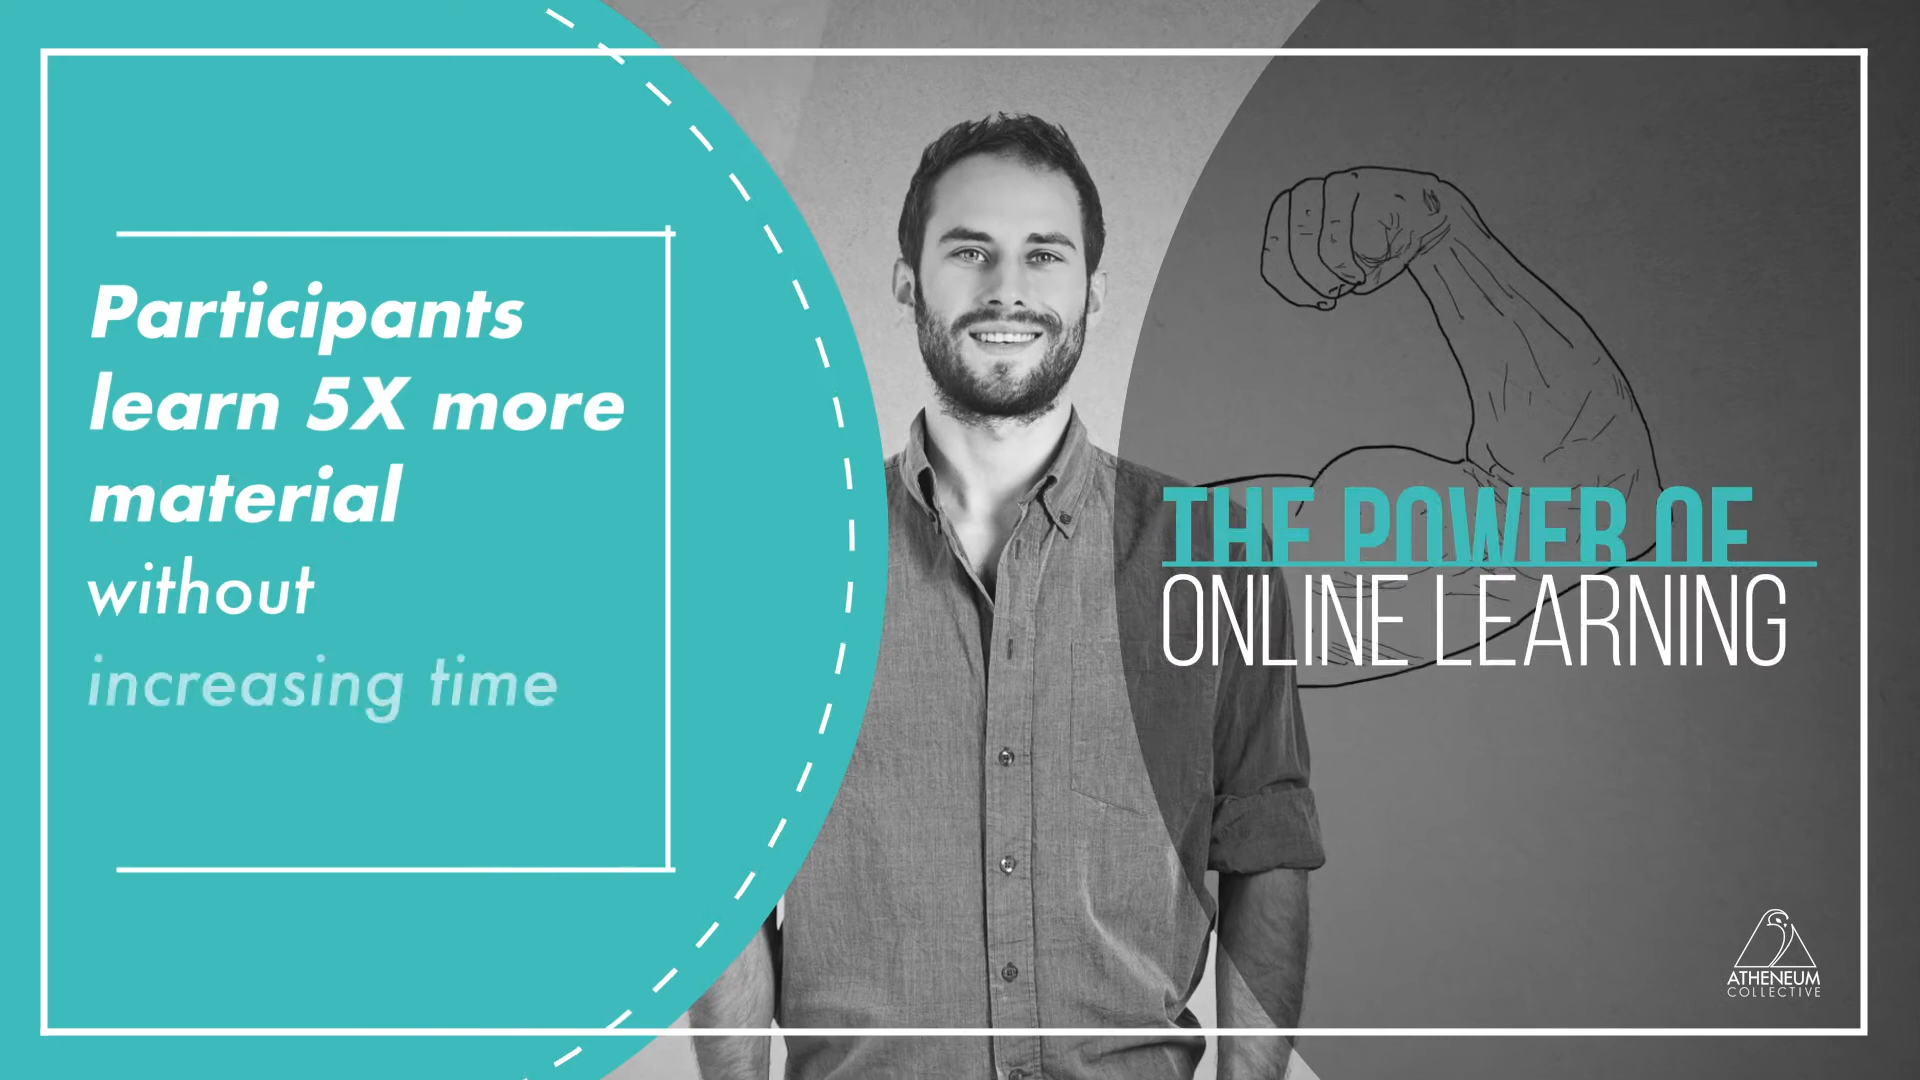 Participants
learn 5X more
material
without
increasing time
THE POWER OF
ONLINE LEARNING
ATHENEUM
COLLECTIVE